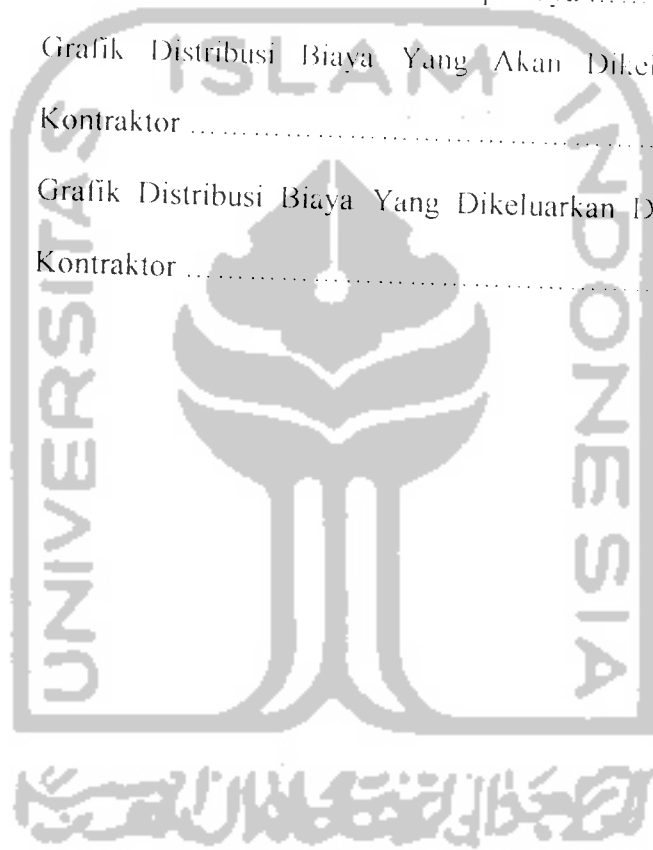 Grafik Distribusi Biaya Yang Akan
Kontraktor ....................................................
Grafik Distribusi Biaya Yang Dikeluarkan
Kontraktor ....................................................
ISLAM
UNIVERSITAS
INDONESIA